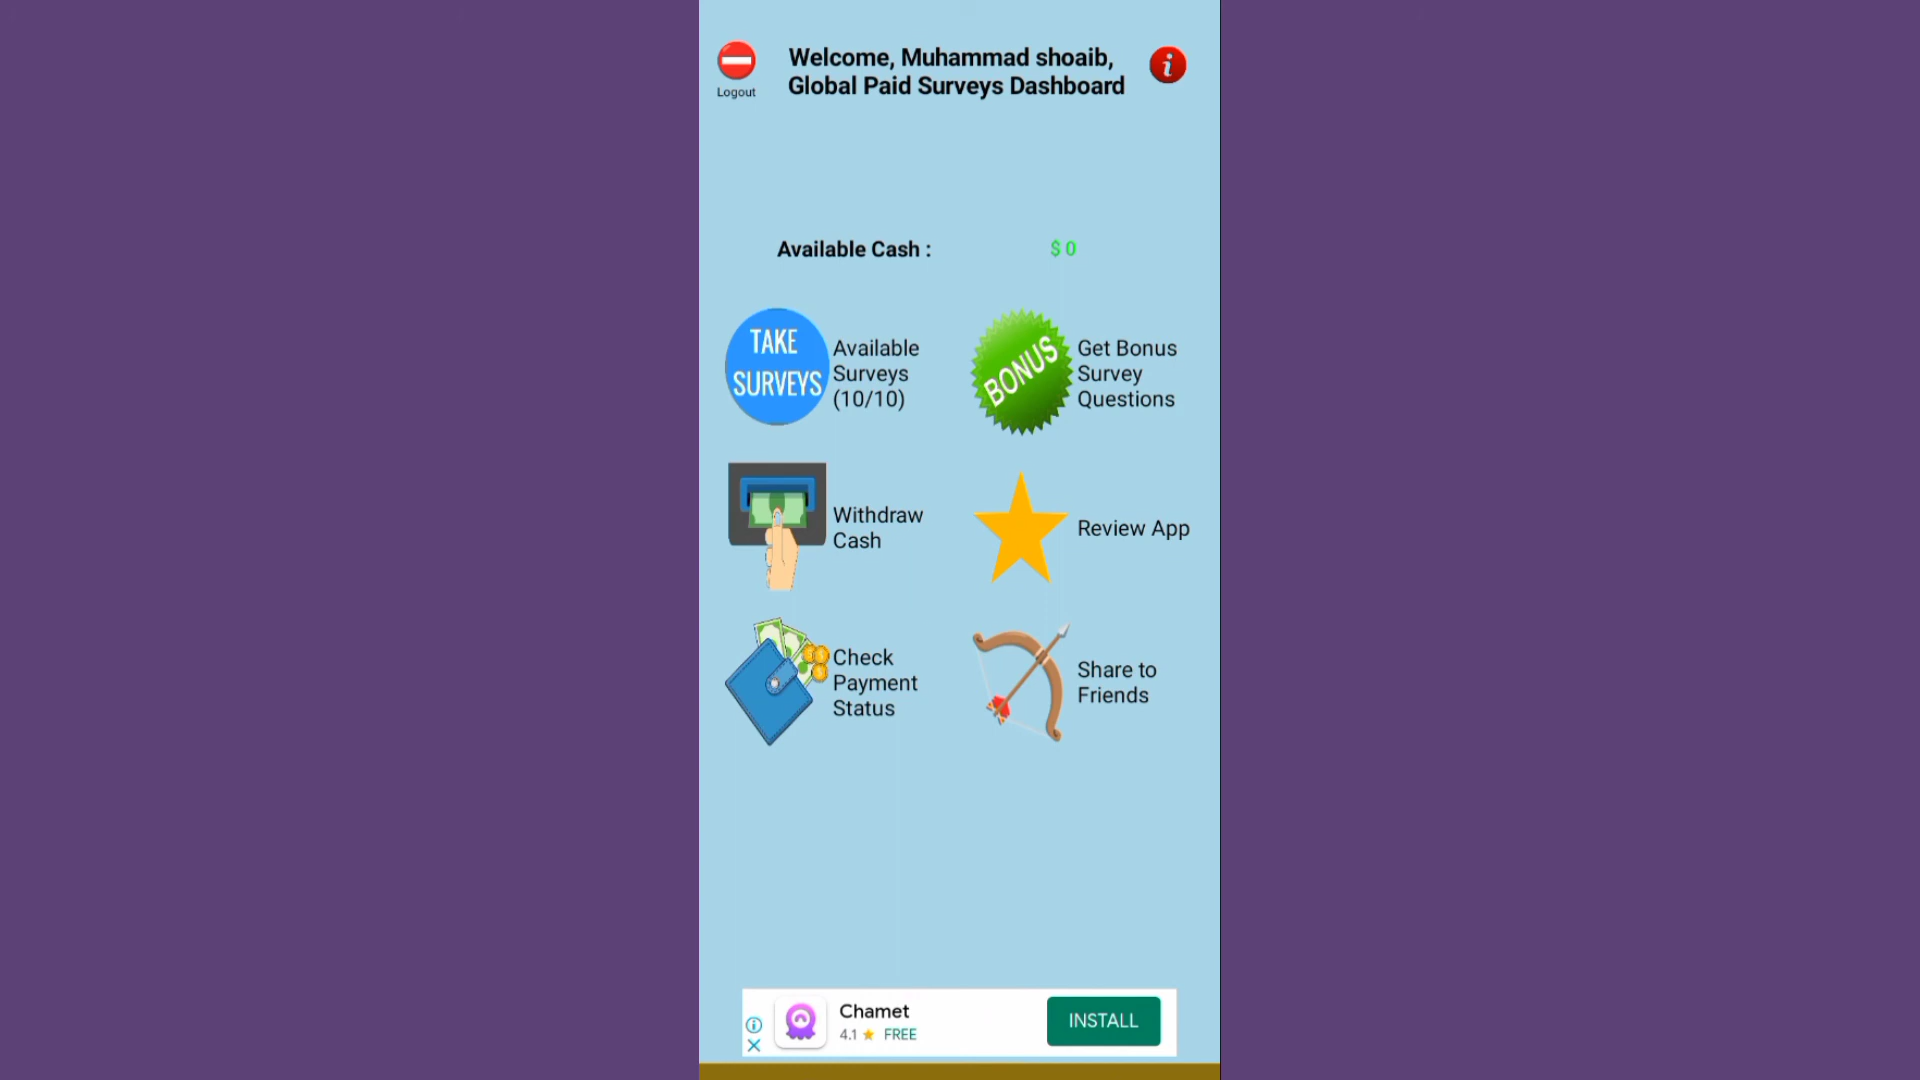 Welcome, Muhammad shoaib,
Global Paid Surveys Dashboard
Logout
i
Available Cash :
$ 0
TAKE
SURVEYS
Available
Surveys
(10/10)
BONUS
Get Bonus
Survey
Questions
Withdraw
Cash
Review App
Check
Payment
Status
Share to
Friends
Chamet
4.1 ★ FREE
INSTALL